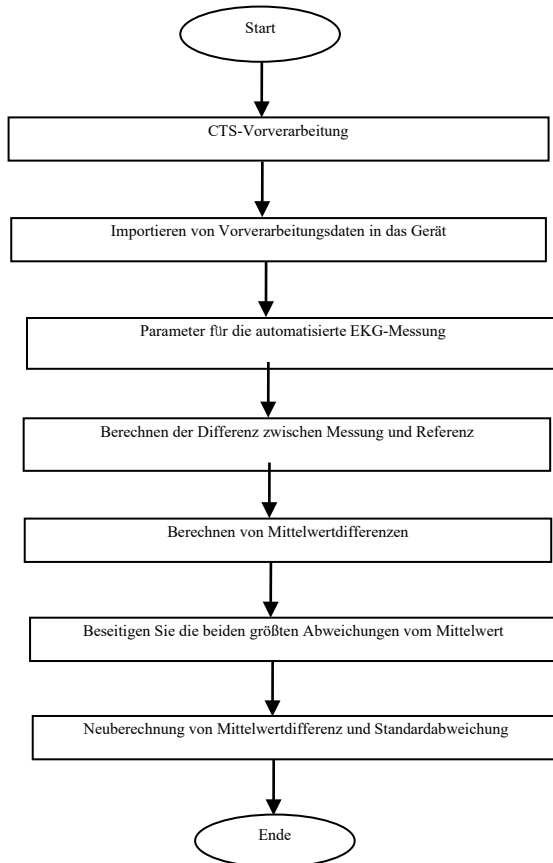 Start
CTS-Vorverarbeitung
Importieren von Vorverarbeitungsdaten in das Gerät
Parameter für die automatisierte EKG-Messung
Berechnen der Differenz zwischen Messung und Referenz
Berechnen von Mittelwertdifferenzen
Beseitigen Sie die beiden größten Abweichungen vom Mittelwert
Neuberechnung von Mittelwertdifferenz und Standardabweichung
Ende